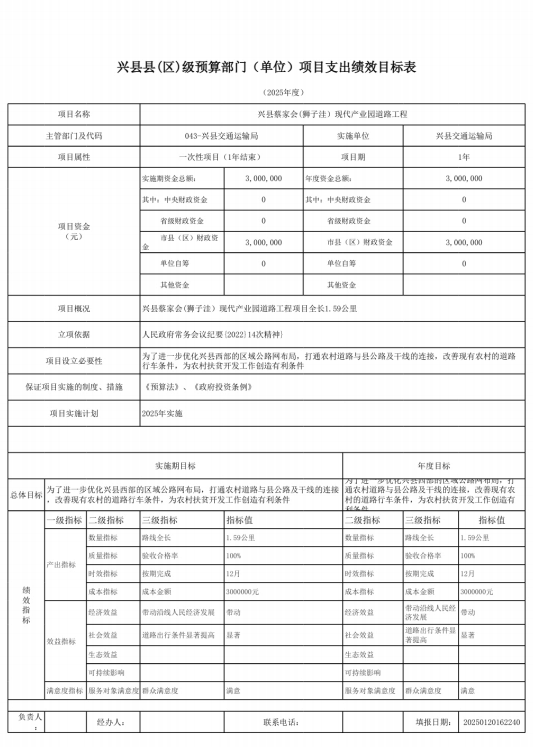 兴县县(区)级预算部门（单位）项目支出绩效目标表
（2025年度）
项目名称 兴县蔡家会(狮子洼）现代产业园道路工程
主管部门及代码 043-兴县交通运输局 实施单位 兴县交通运输局
项目属性 一次性项目（1年结束） 项目期 1年
项目资金
（元）
实施期资金总额： 3,000,000 年度资金总额： 3,000,000
其中：中央财政资金 0 其中：中央财政资金 0
省级财政资金 0 省级财政资金 0
市县（区）财政资
金 3,000,000 市县（区）财政资金 3,000,000
单位自筹 0 单位自筹 0
其他资金 其他资金
项目概况 兴县蔡家会(狮子洼）现代产业园道路工程项目全长1.59公里
立项依据 人民政府常务会议纪要{2022}14次精神}
项目设立必要性 为了进一步优化兴县西部的区域公路网布局，打通农村道路与县公路及干线的连接，改善现有农村的道路
行车条件，为农村扶贫开发工作创造有利条件
保证项目实施的制度、措施 《预算法》、《政府投资条例》
项目实施计划 2025年实施
实施期目标 年度目标
总体目标
为了进一步优化兴县西部的区域公路网布局，打通农村道路与县公路及干线的连接
，改善现有农村的道路行车条件，为农村扶贫开发工作创造有利条件
为了进一步优化兴县西部的区域公路网布局，打
通农村道路与县公路及干线的连接，改善现有农
村的道路行车条件，为农村扶贫开发工作创造有
利条件
绩效指标
一级指标 二级指标 三级指标 指标值 二级指标 三级指标 指标值
产出指标
数量指标 路线全长 1.59公里 数量指标 路线全长 1.59公里
质量指标 验收合格率 100% 质量指标 验收合格率 100%
时效指标 按期完成 12月 时效指标 按期完成 12月
成本指标 成本金额 3000000元 成本指标 成本金额 3000000元
效益指标
经济效益 带动沿线人民经济发展 带动 经济效益 带动沿线人民经
济发展 带动
社会效益 道路出行条件显著提高 显著 社会效益 道路出行条件显
著提高 显著
生态效益 生态效益
可持续影响 可持续影响
满意度指标 服务对象满意度 群众满意度 满意 服务对象满意度 群众满意度 满意
负责人
： 经办人： 联系电话： 填报日期： 20250120162240